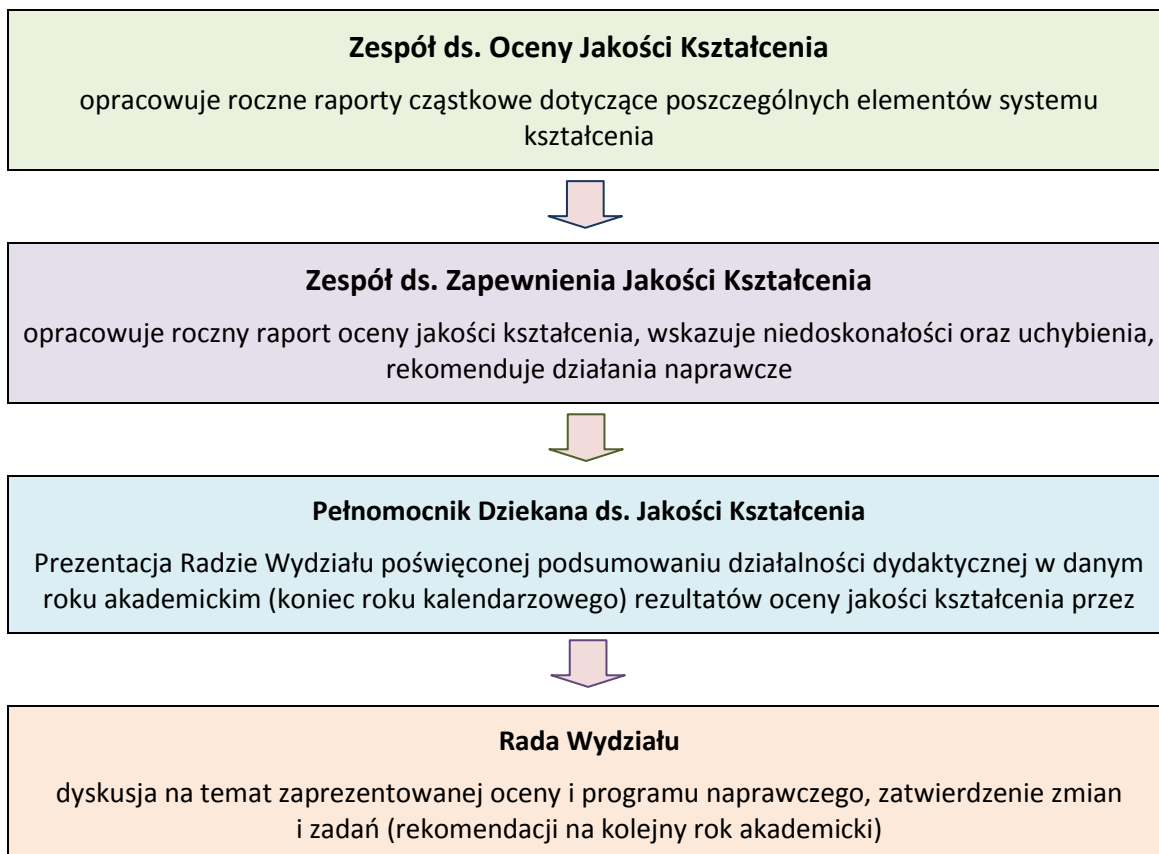 Zespół ds. Oceny Jakości Kształcenia
opracowuje roczne raporty cząstkowe dotyczące poszczególnych elementów systemu
kształcenia
Zespół ds. Zapewnienia Jakości Kształcenia
opracowuje roczny raport oceny jakości kształcenia, wskazuje niedoskonałości oraz uchybienia,
rekomenduje działania naprawcze
Pełnomocnik Dziekana ds. Jakości Kształcenia
Prezentacja Radzie Wydziału poświęconej podsumowaniu działalności dydaktycznej w danym
roku akademickim (koniec roku kalendarzowego) rezultatów oceny jakości kształcenia przez
Rada Wydziału
dyskusja na temat zaprezentowanej oceny i programu naprawczego, zatwierdzenie zmian
i zadań (rekomendacji na kolejny rok akademicki)